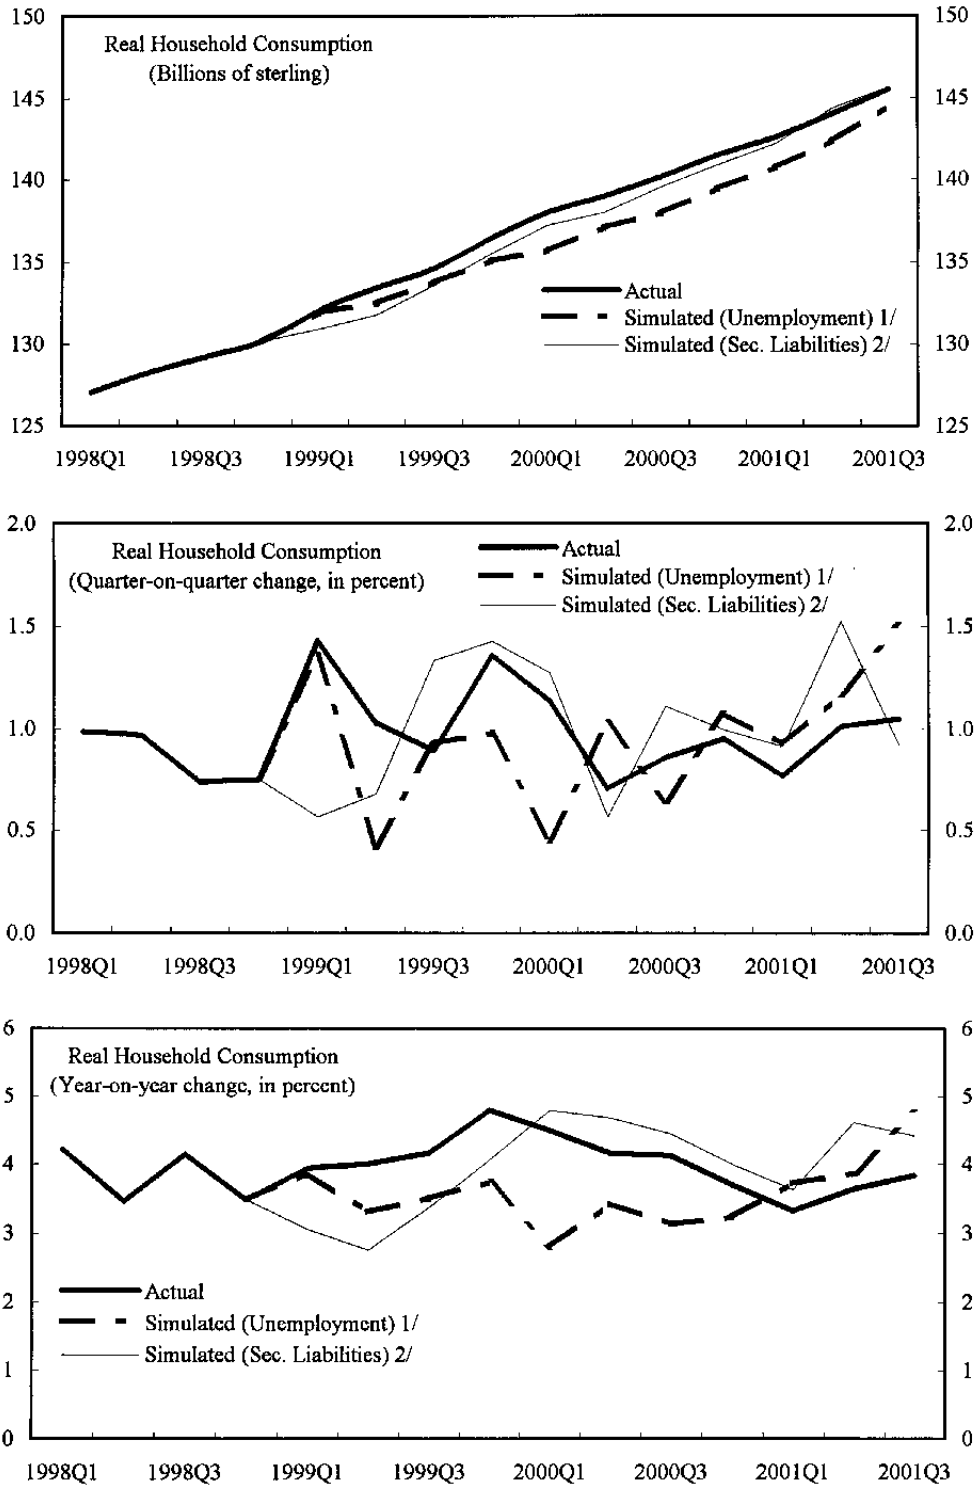 150 150
Real Household Consumption
(Billions of sterling)
145 145
140 140
135 135
Actual
Simulated (Unemployment) 1/
130 130
Simulated (Sec. Liabilities) 2/
125 125
1998Q1 1998Q3 1999Q1 1999Q3 2000Q1 2000Q3 2001Q1 2001Q3
2.0 2.0
Real Household Consumption
(Quarter-on-quarter change, in percent)
Actual
Simulated (Unemployment) 1/
Simulated (Sec. Liabilities) 2/
1.5 1.5
1.0 1.0
0.5 0.5
0.0 0.0
1998Q1 1998Q3 1999Q1 1999Q3 2000Q1 2000Q3 2001Q1 2001Q3
6 6
Real Household Consumption
(Year-on-year change, in percent)
5 5
4 4
3 3
Actual
2 2
Simulated (Unemployment) 1/
Simulated (Sec. Liabilities) 2/
1 1
0 0
1998Q1 1998Q3 1999Q1 1999Q3 2000Q1 2000Q3 2001Q1 2001Q3